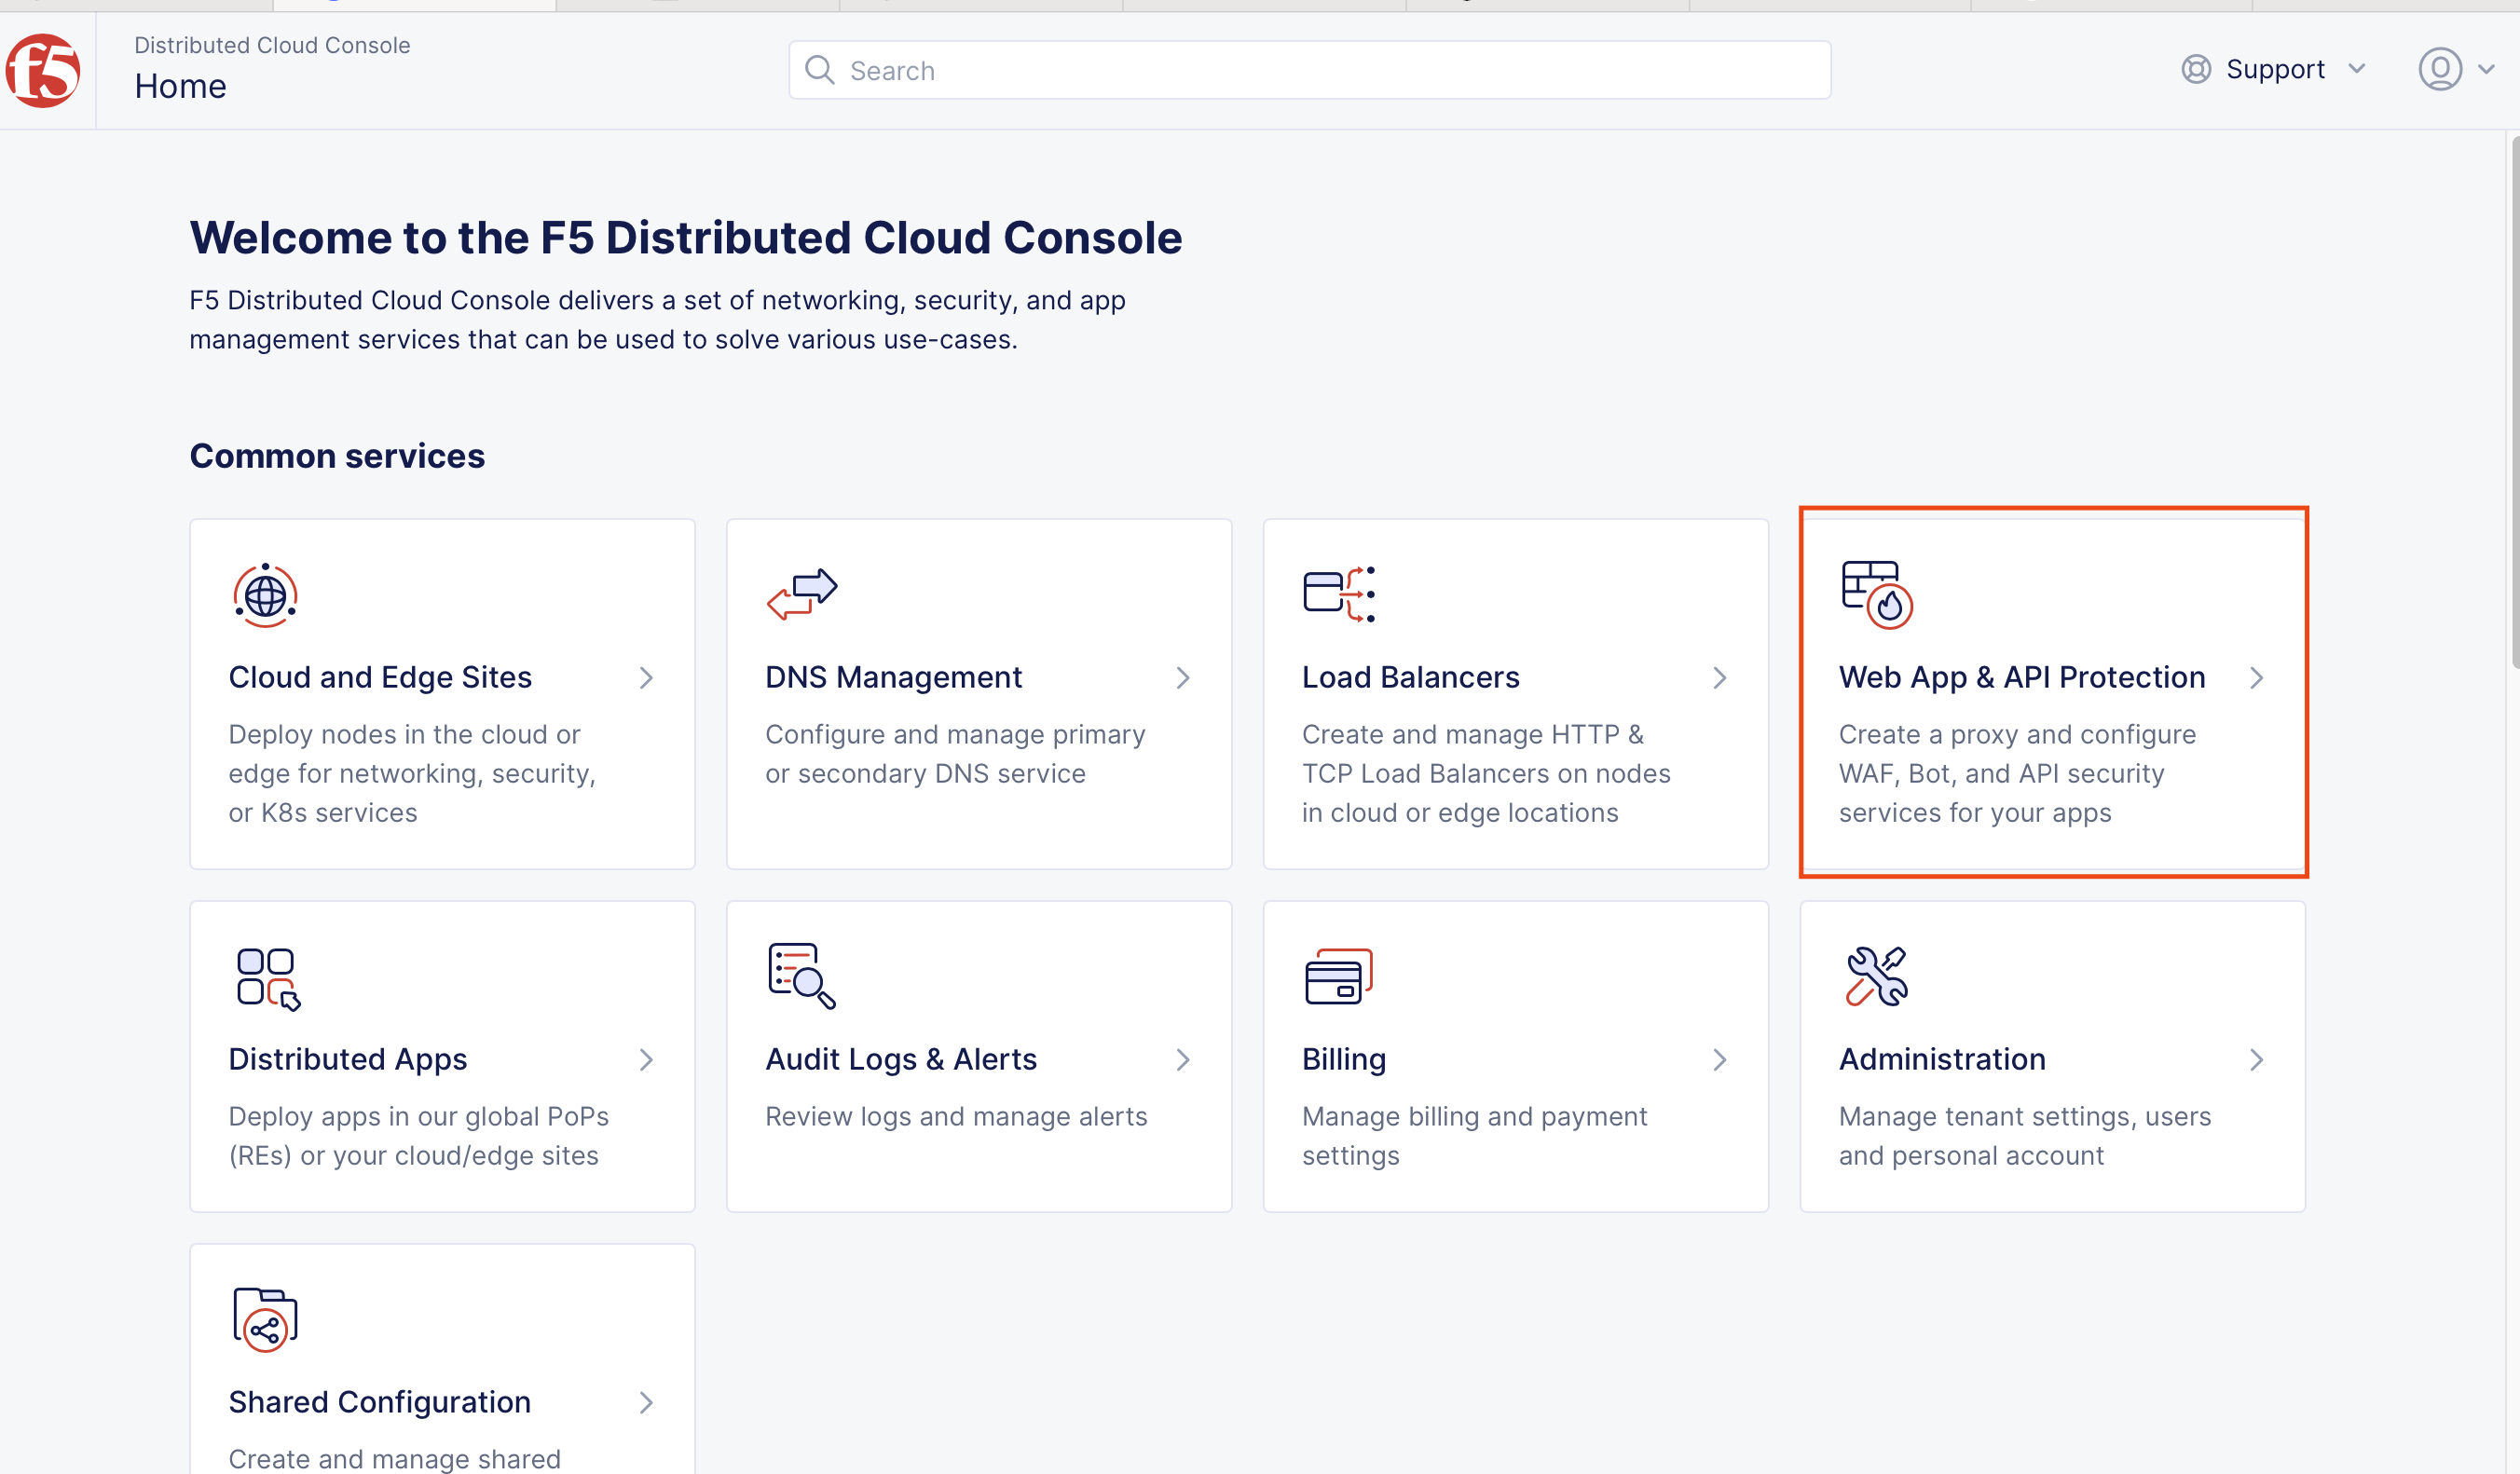 f5
Distributed Cloud Console
Home
Search
Support
Welcome to the F5 Distributed Cloud Console
F5 Distributed Cloud Console delivers a set of networking, security, and app
management services that can be used to solve various use-cases.
Common services
Cloud and Edge Sites
Deploy nodes in the cloud or
edge for networking, security,
or K8s services
DNS Management
Configure and manage primary
or secondary DNS service
Load Balancers
Create and manage HTTP &
TCP Load Balancers on nodes
in cloud or edge locations
Web App & API Protection
Create a proxy and configure
WAF, Bot, and API security
services for your apps
Distributed Apps
Deploy apps in our global PoPs
(REs) or your cloud/edge sites
Audit Logs & Alerts
Review logs and manage alerts
Billing
Manage billing and payment
settings
Administration
Manage tenant settings, users
and personal account
Shared Configuration
Create and manage shared